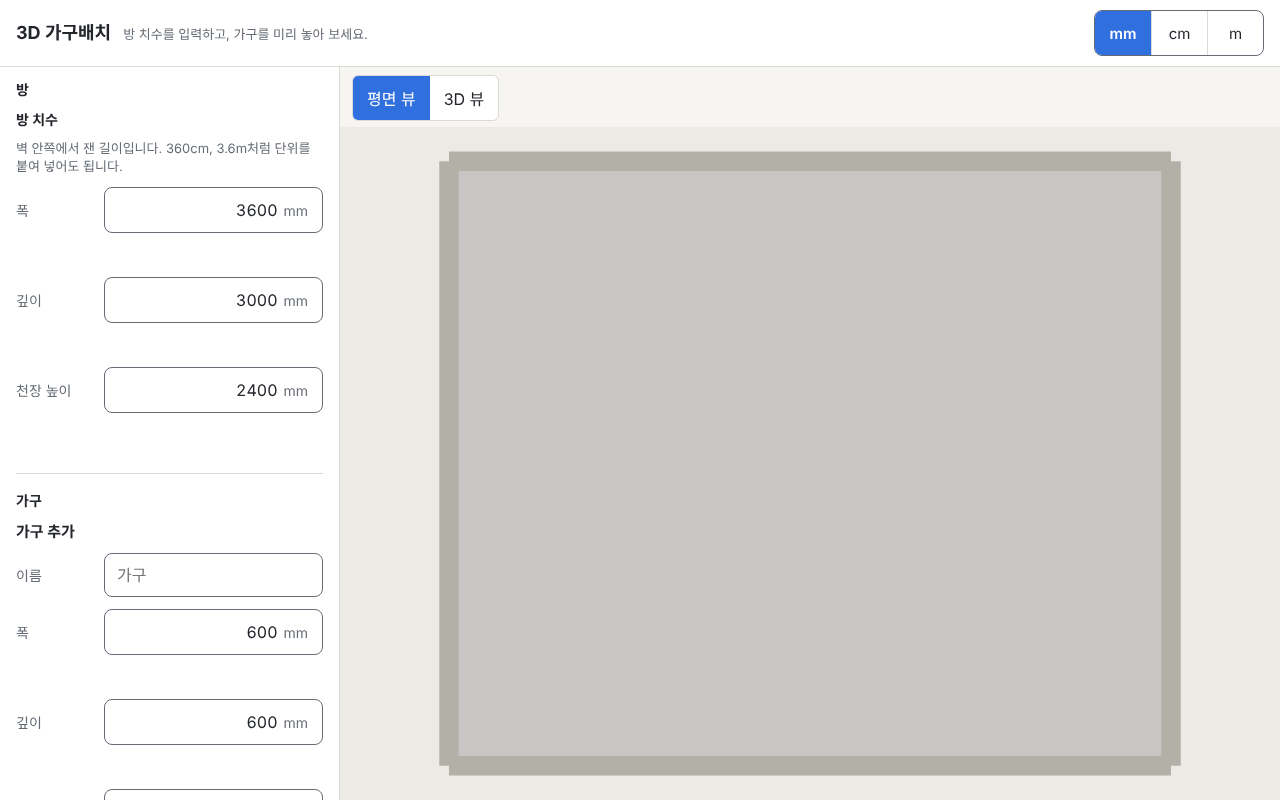 3D 가구배치 방 치수를 입력하고, 가구를 미리 놓아 보세요.
mm cm m
방
방 치수
벽 안쪽에서 잰 길이입니다. 360cm, 3.6m처럼 단위를
붙여 넣어도 됩니다.
폭 3600 mm
깊이 3000 mm
천장 높이 2400 mm
가구
가구 추가
이름 가구
폭 600 mm
깊이 600 mm
평면 뷰 3D 뷰